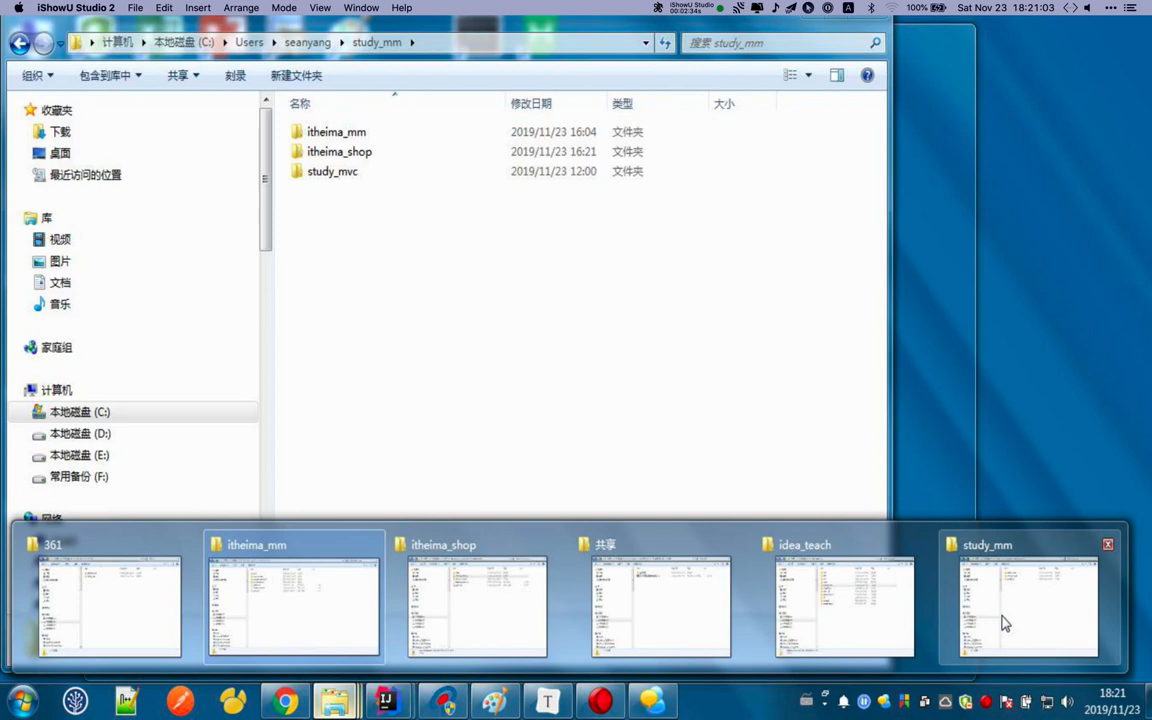 iShowU Studio 2 File Edit Insert Arrange Mode View Window Help 00:02:34s 100% Sat Nov 23 18:21:03
计算机 本地磁盘 (C:) Users seanyang study_mm 搜索 study_mm
组织 包含到库中 共享 刻录 新建文件夹
名称 修改日期 类型 大小
收藏夹
下载
桌面
最近访问的位置
库
视频
图片
文档
音乐
家庭组
计算机
本地磁盘 (C:)
本地磁盘 (D:)
本地磁盘 (E:)
常用备份 (F:)
网络
itheima_mm 2019/11/23 16:04 文件夹
itheima_shop 2019/11/23 16:21 文件夹
study_mvc 2019/11/23 12:00 文件夹
361 itheima_mm itheima_shop 共享 idea_teach study_mm
18:21
2019/11/23